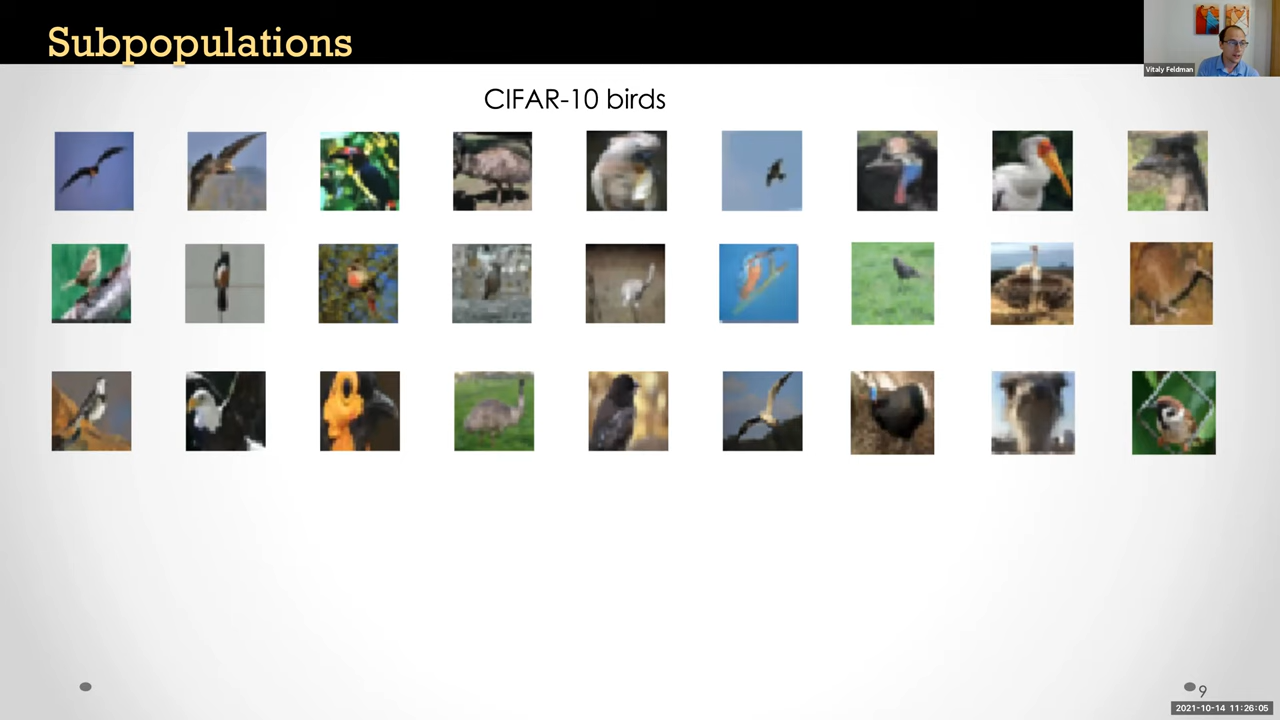 Subpopulations
Vitaly Feldman
CIFAR-10 birds
9
2021-10-14 11:26:05